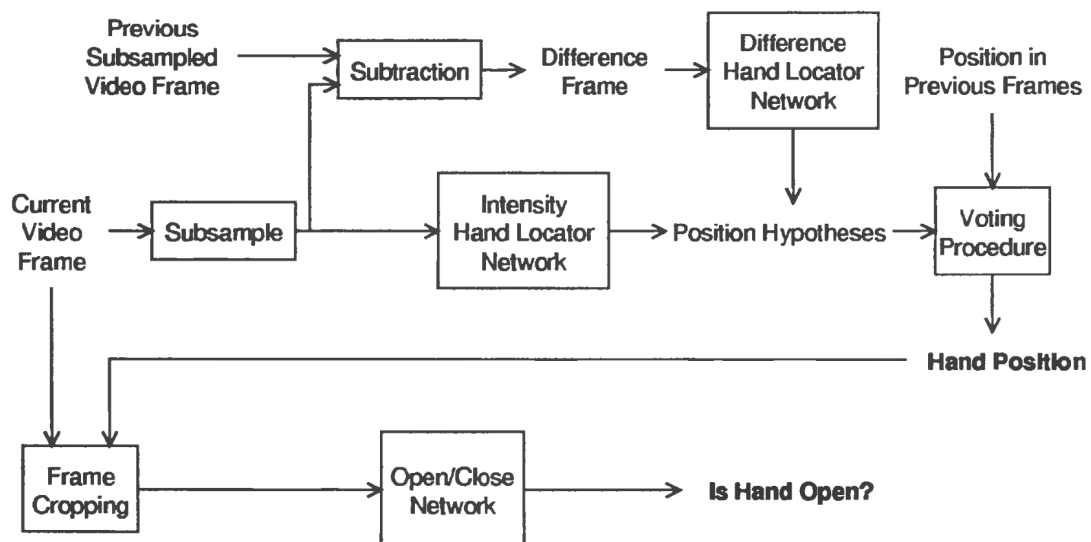 Previous
Subsampled
Video Frame
Subtraction
Difference
Frame
Difference
Hand Locator
Network
Position in
Previous Frames
Current
Video
Frame
Subsample
Intensity
Hand Locator
Network
Position Hypotheses
Voting
Procedure
Hand Position
Frame
Cropping
Open/Close
Network
Is Hand Open?